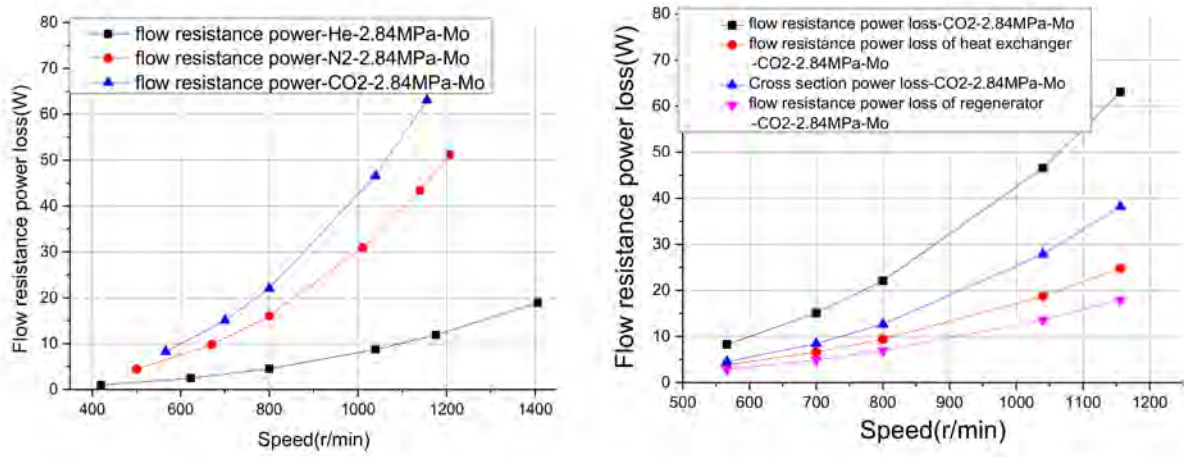 flow resistance power-He-2.84MPa-Mo
flow resistance power-N2-2.84MPa-Mo
flow resistance power-CO2-2.84MPa-Mo
Flow resistance power loss(W)
80
70
60
50
40
30
20
10
0
400
600
800
1000
1200
1400
Speed(r/min)
flow resistance power loss-CO2-2.84MPa-Mo
flow resistance power loss of heat exchanger
-CO2-2.84MPa-Mo
Cross section power loss-CO2-2.84MPa-Mo
flow resistance power loss of regenerator
-CO2-2.84MPa-Mo
Flow resistance power loss(W)
80
70
60
50
40
30
20
10
0
500
600
700
800
900
1000
1100
1200
Speed(r/min)